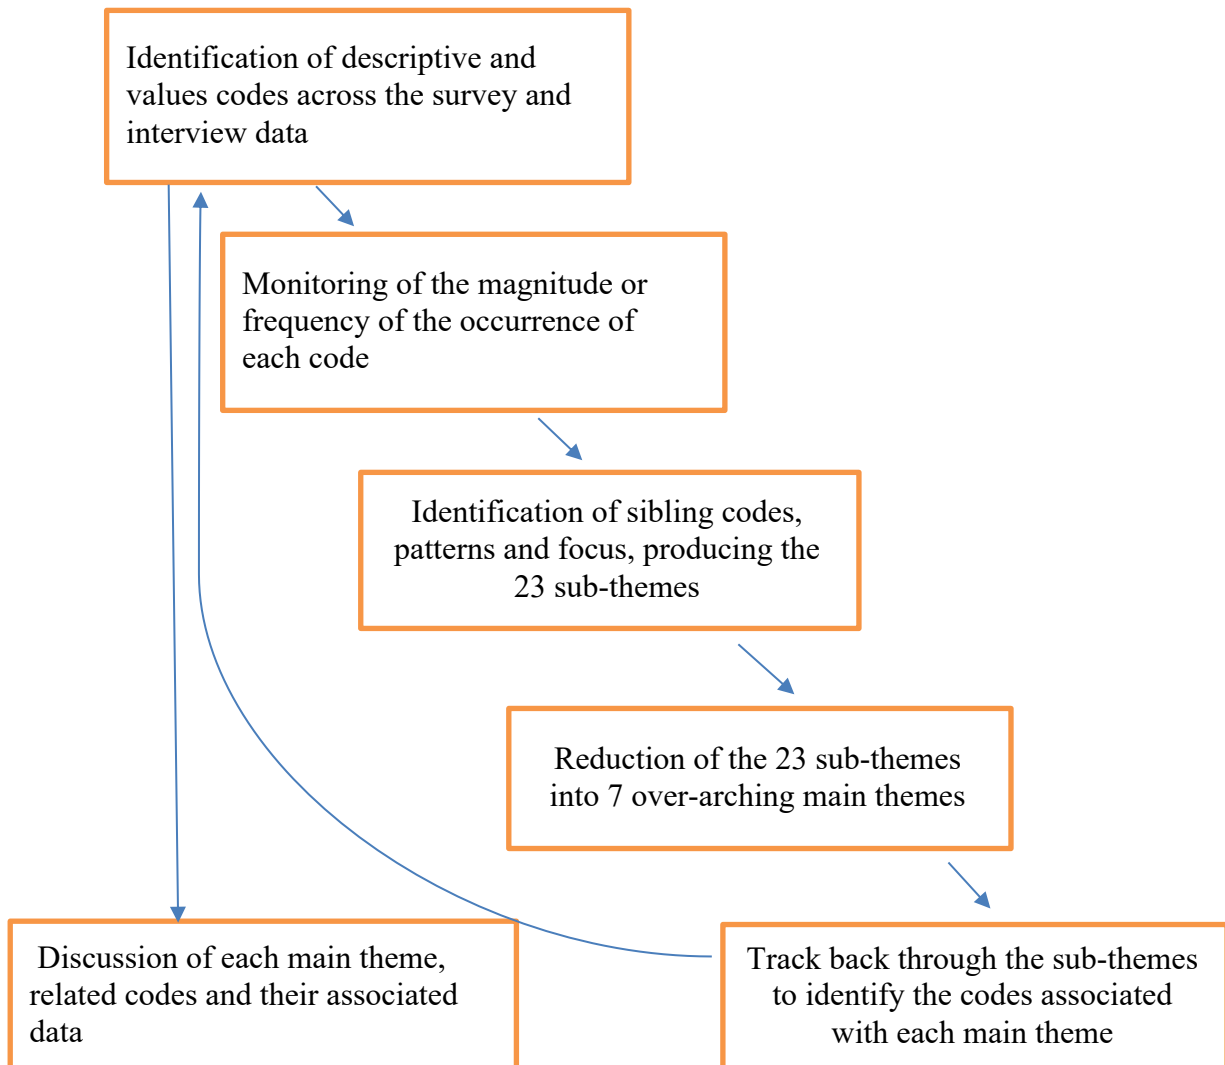 Identification of descriptive and
values codes across the survey and
interview data
Monitoring of the magnitude or
frequency of the occurrence of
each code
Identification of sibling codes,
patterns and focus, producing the
23 sub-themes
Reduction of the 23 sub-themes
into 7 over-arching main themes
Discussion of each main theme,
related codes and their associated
data
Track back through the sub-themes
to identify the codes associated
with each main theme